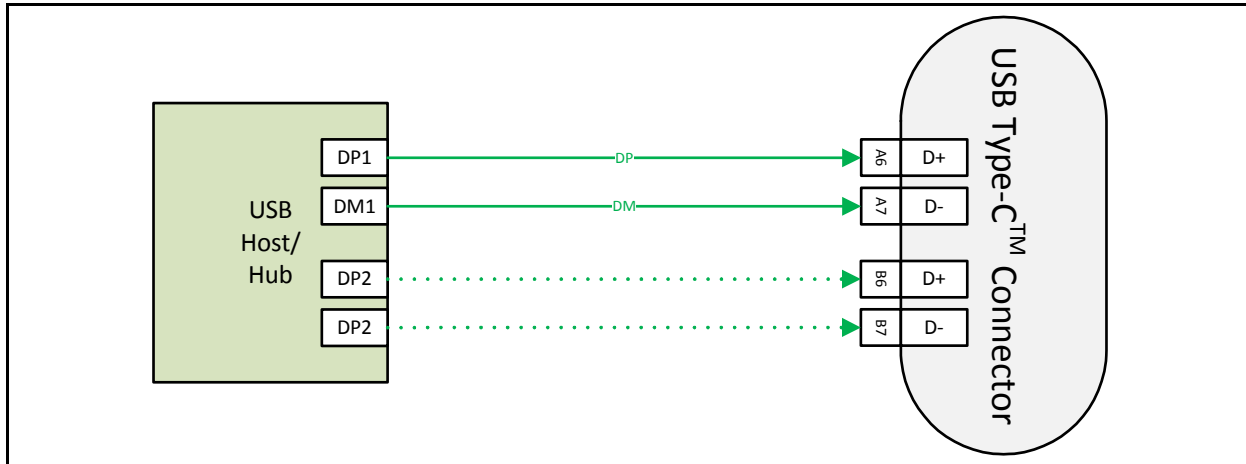 USB
Host/
Hub
DP1
DM1
DP2
DP2
DP
DM
A6
D+
A7
D-
B6
D+
B7
D-
USB Type-C™ Connector